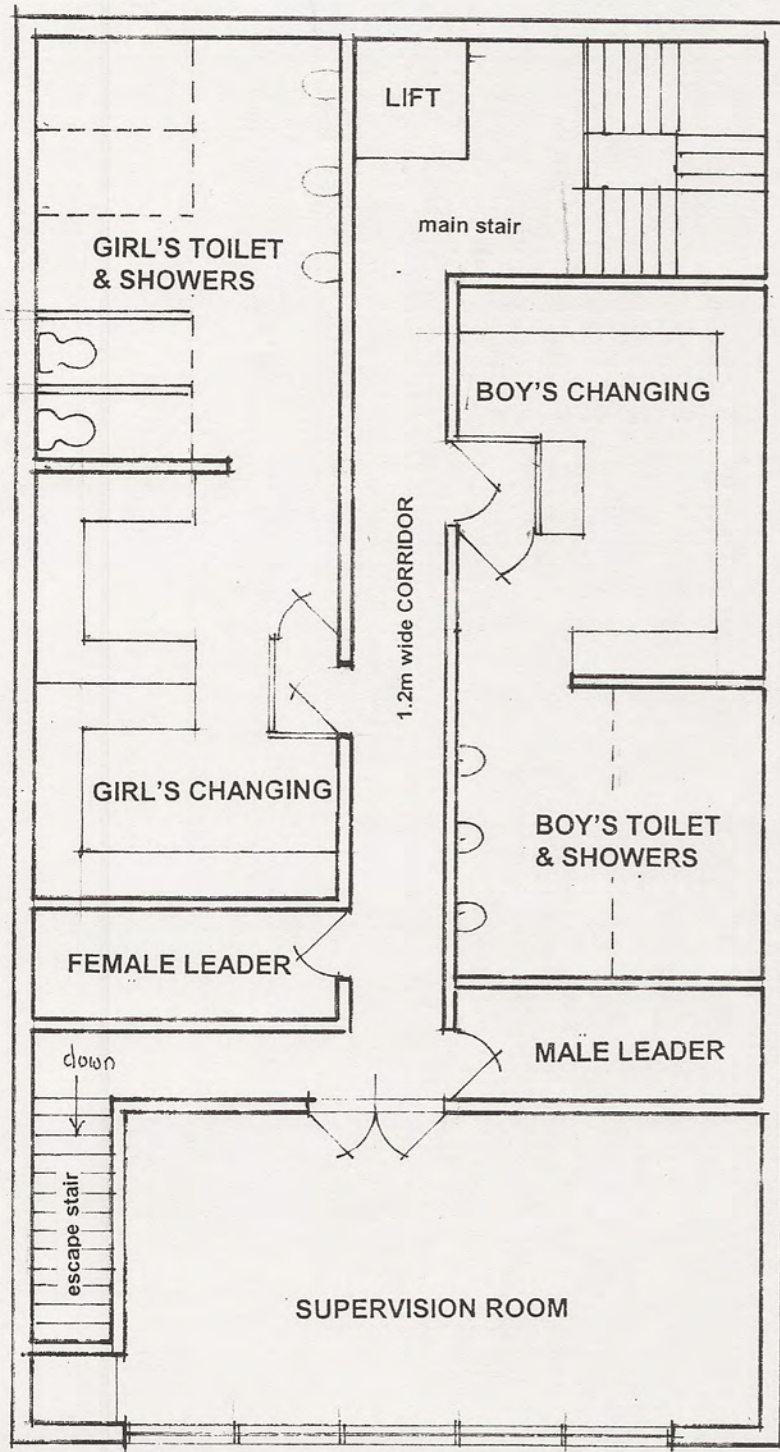 LIFT
main stair
GIRL'S TOILET
& SHOWERS
BOY'S CHANGING
1.2m wide CORRIDOR
GIRL'S CHANGING
BOY'S TOILET
& SHOWERS
FEMALE LEADER
MALE LEADER
down
escape stair
SUPERVISION ROOM